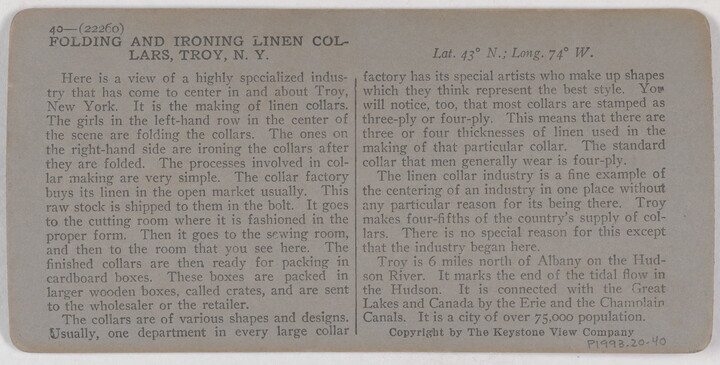 40—(22260)
FOLDING AND IRONING LINEN COL-
LARS, TROY, N. Y.
Here is a view of a highly specialized indus-
try that has come to center in and about Troy,
New York. It is the making of linen collars.
The girls in the left-hand row in the center of
the scene are folding the collars. The ones on
the right-hand side are ironing the collars after
they are folded. The processes involved in col-
lar making are very simple. The collar factory
buys its linen in the open market usually. This
raw stock is shipped to them in the bolt. It goes
to the cutting room where it is fashioned in the
proper form. Then it goes to the sewing room,
and then to the room that you see here. The
finished collars are then ready for packing in
cardboard boxes. These boxes are packed in
larger wooden boxes, called crates, and are sent
to the wholesaler or the retailer.
The collars are of various shapes and designs.
Usually, one department in every large collar
Lat. 43° N.; Long. 74° W.
factory has its special artists who make up shapes
which they think represent the best style. You
will notice, too, that most collars are stamped as
three-ply or four-ply. This means that there are
three or four thicknesses of linen used in the
making of that particular collar. The standard
collar that men generally wear is four-ply.
The linen collar industry is a fine example of
the centering of an industry in one place without
any particular reason for its being there. Troy
makes four-fifths of the country's supply of col-
lars. There is no special reason for this except
that the industry began here.
Troy is 6 miles north of Albany on the Hud-
son River. It marks the end of the tidal flow in
the Hudson. It is connected with the Great
Lakes and Canada by the Erie and the Champlain
Canals. It is a city of over 75,000 population.
Copyright by The Keystone View Company
P1993.20.40